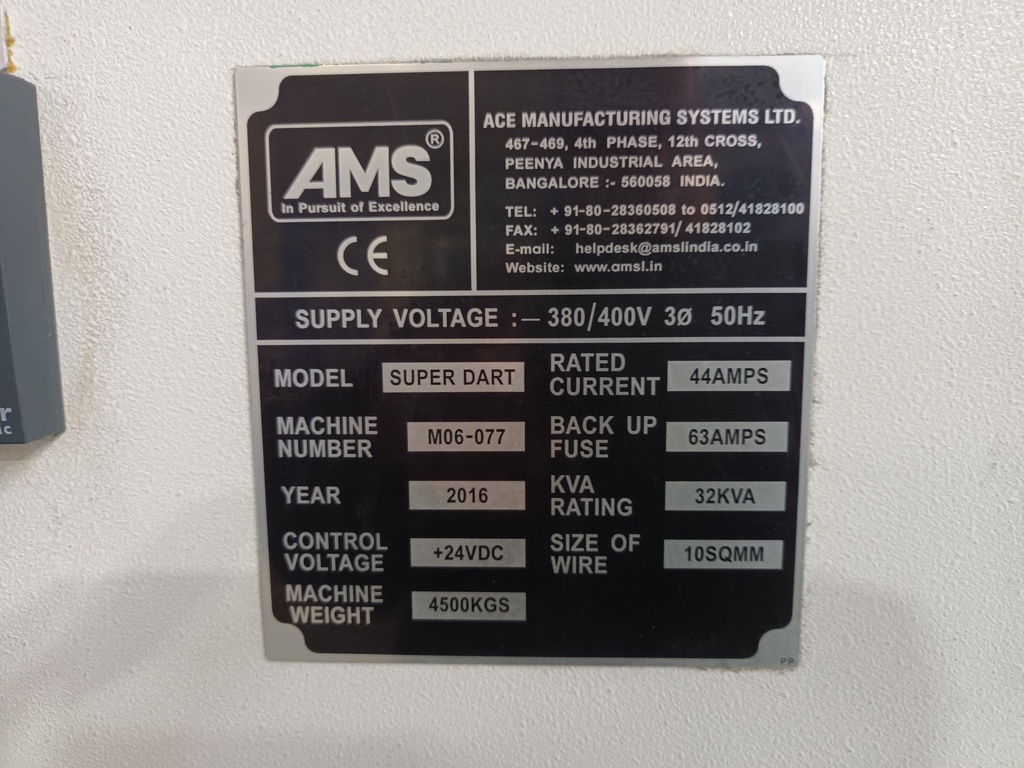 AMS®
In Pursuit of Excellence
CE
ACE MANUFACTURING SYSTEMS LTD.
467-469, 4th PHASE, 12th CROSS,
PEENYA INDUSTRIAL AREA,
BANGALORE :- 560058 INDIA.
TEL: + 91-80-28360508 to 0512/41828100
FAX: + 91-80-28362791/ 41828102
E-mail: helpdesk@amslindia.co.in
Website: www.amsl.in
SUPPLY VOLTAGE :— 380/400V 3Ø 50Hz
MODEL SUPER DART
RATED CURRENT 44AMPS
MACHINE NUMBER M06-077
BACK UP FUSE 63AMPS
YEAR 2016
KVA RATING 32KVA
CONTROL VOLTAGE +24VDC
SIZE OF WIRE 10SQMM
MACHINE WEIGHT 4500KGS
PP